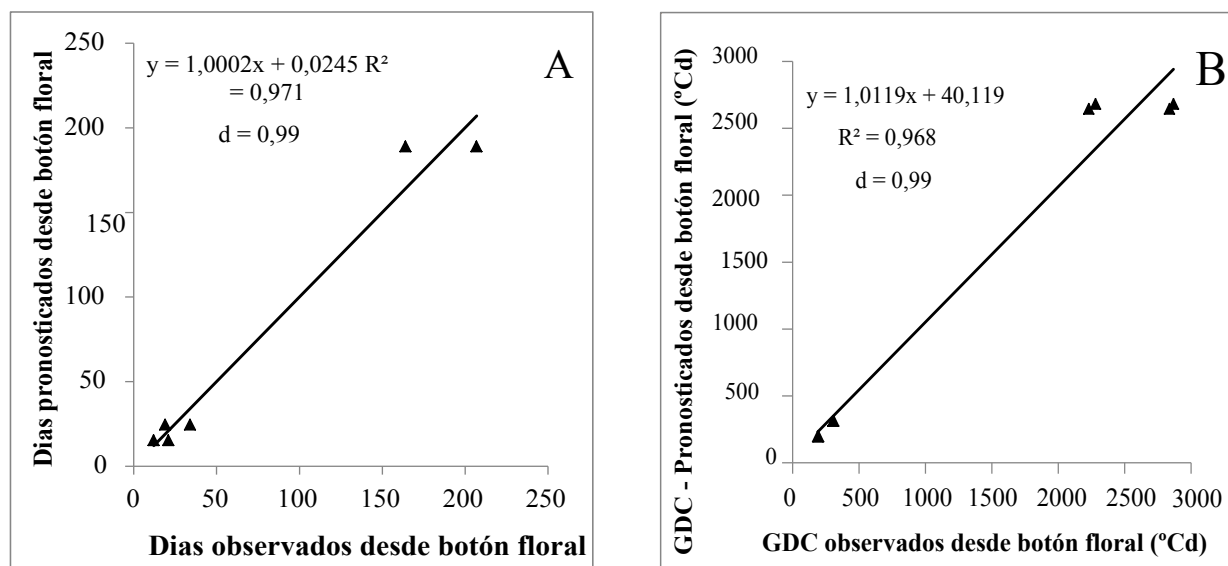 250
200
150
100
50
0
Dias pronosticados desde botón floral
y = 1,0002x + 0,0245 R²
= 0,971
d = 0,99
A
0 50 100 150 200 250
Dias observados desde botón floral
3000
2500
2000
1500
1000
500
0
GDC - Pronosticados desde botón floral (ºCd)
y = 1,0119x + 40,119
R² = 0,968
d = 0,99
B
0 500 1000 1500 2000 2500 3000
GDC observados desde botón floral (ºCd)